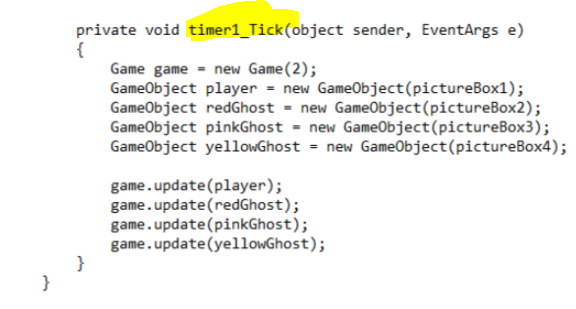 private void timer1_Tick(object sender, EventArgs e)
{
Game game = new Game(2);
GameObject player = new GameObject(pictureBox1);
GameObject redGhost = new GameObject(pictureBox2);
GameObject pinkGhost = new GameObject(pictureBox3);
GameObject yellowGhost = new GameObject(pictureBox4);
game.update(player);
game.update(redGhost);
game.update(pinkGhost);
game.update(yellowGhost);
}
}